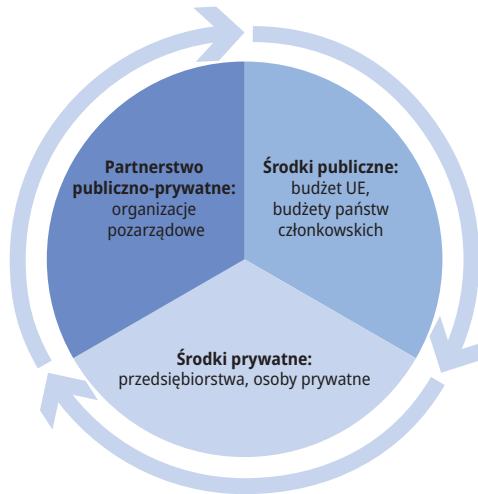 Partnerstwo
publiczno-prywatne:
organizacje
pozarządowe
Środki publiczne:
budżet UE,
budżety państw
członkowskich
Środki prywatne:
przedsiębiorstwa, osoby prywatne